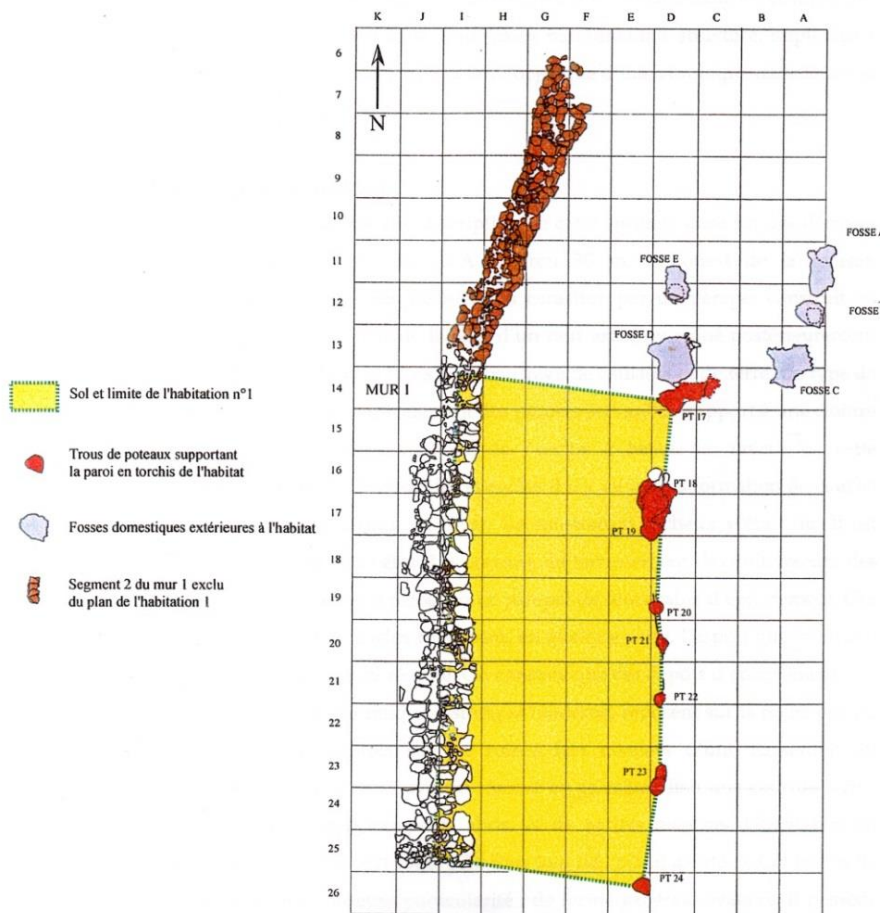 K J I H G F E D C B A
6
7
N
8
9
10
FOSSE A
11
FOSSE E
12
FOSSE
13
FOSSE D
14
MUR 1
FOSSE C
PT 17
15
16
PT 18
17
PT 19
18
19
PT 20
20
PT 21
21
PT 22
22
23
PT 23
24
25
PT 24
26
Sol et limite de l'habitation n°1
Trous de poteaux supportant
la paroi en torchis de l'habitat
Fosses domestiques extérieures à l'habitat
Segment 2 du mur 1 exclu
du plan de l'habitation 1